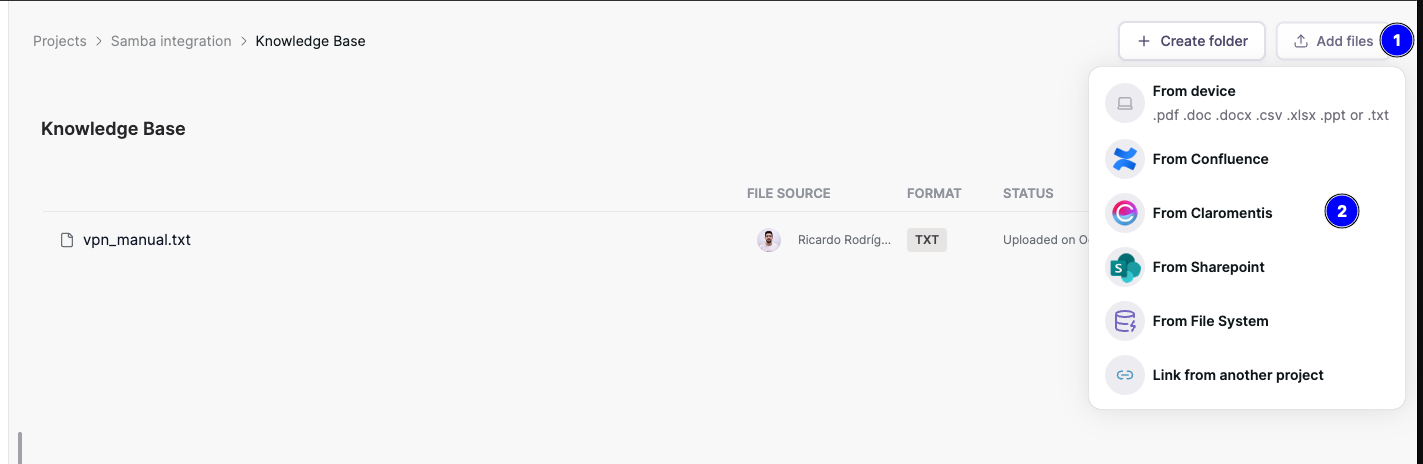 Projects > Samba integration > Knowledge Base
+ Create folder
Add files
1
From device
.pdf .doc .docx .csv .xlsx .ppt or .txt
Knowledge Base
From Confluence
FILE SOURCE FORMAT STATUS
From Claromentis
2
vpn_manual.txt Ricardo Rodríg... TXT Uploaded on O
S
From Sharepoint
From File System
Link from another project